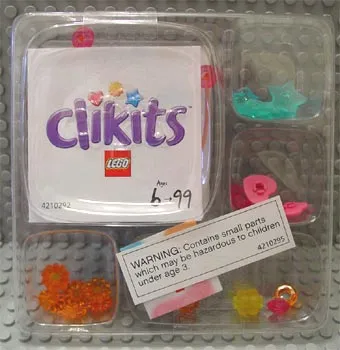 clikits
LEGO
Ages
6→99
4210292
WARNING: Contains small parts
which may be hazardous to children
under age 3.
4210295